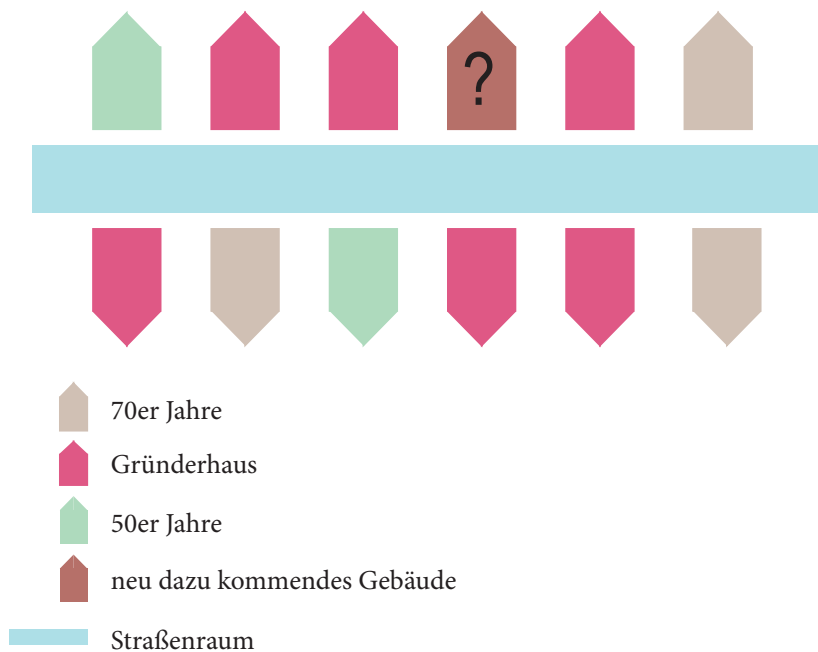 ?
70er Jahre
Gründerhaus
50er Jahre
neu dazu kommendes Gebäude
Straßenraum